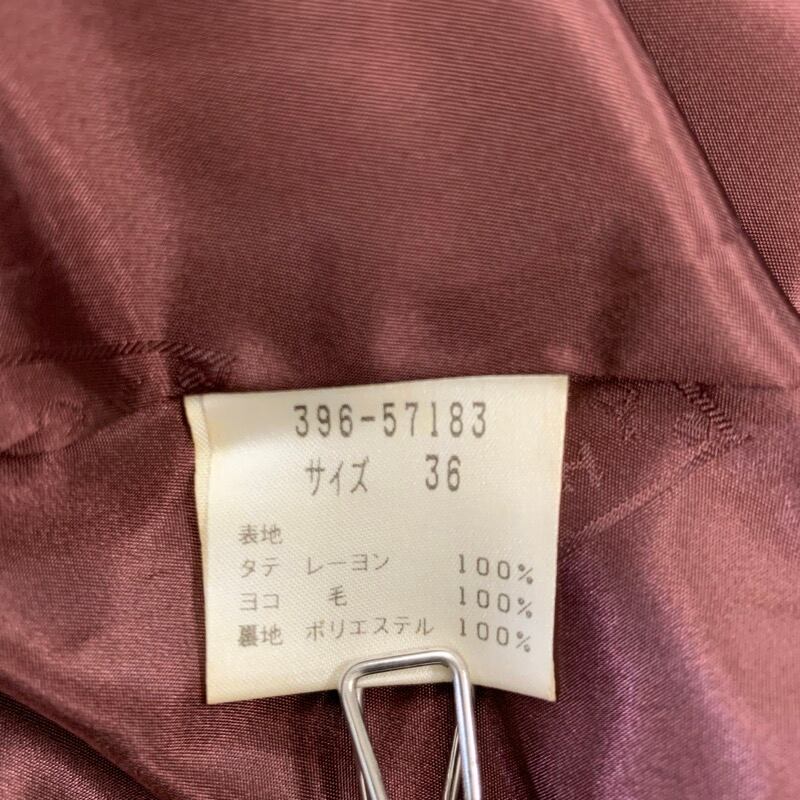 396-57183
サイズ 36
表地
タテ レーヨン 100%
ヨコ 毛 100%
裏地 ポリエステル 100%